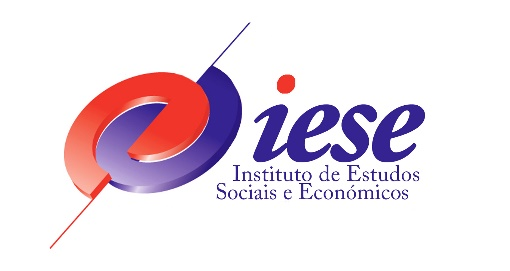 iese
Instituto de Estudos
Sociais e Económicos